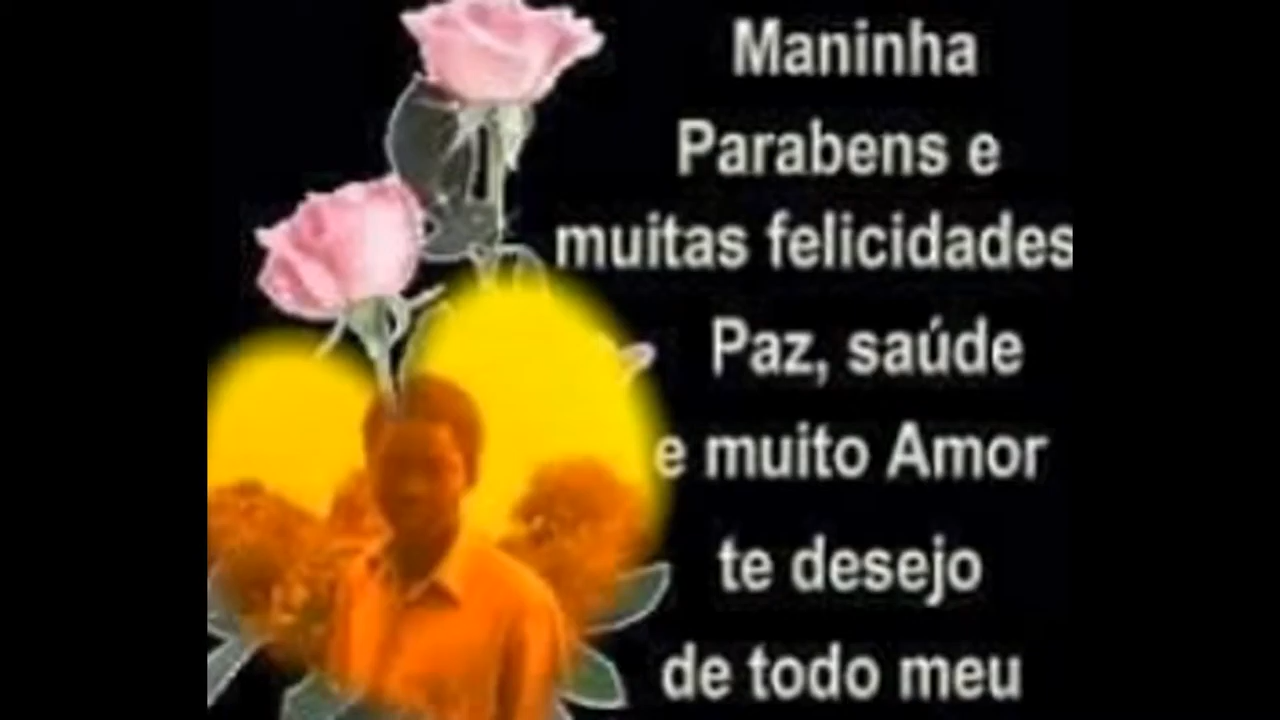 Maninha
Parabens e
muitas felicidades
Paz, saúde
e muito Amor
te desejo
de todo meu